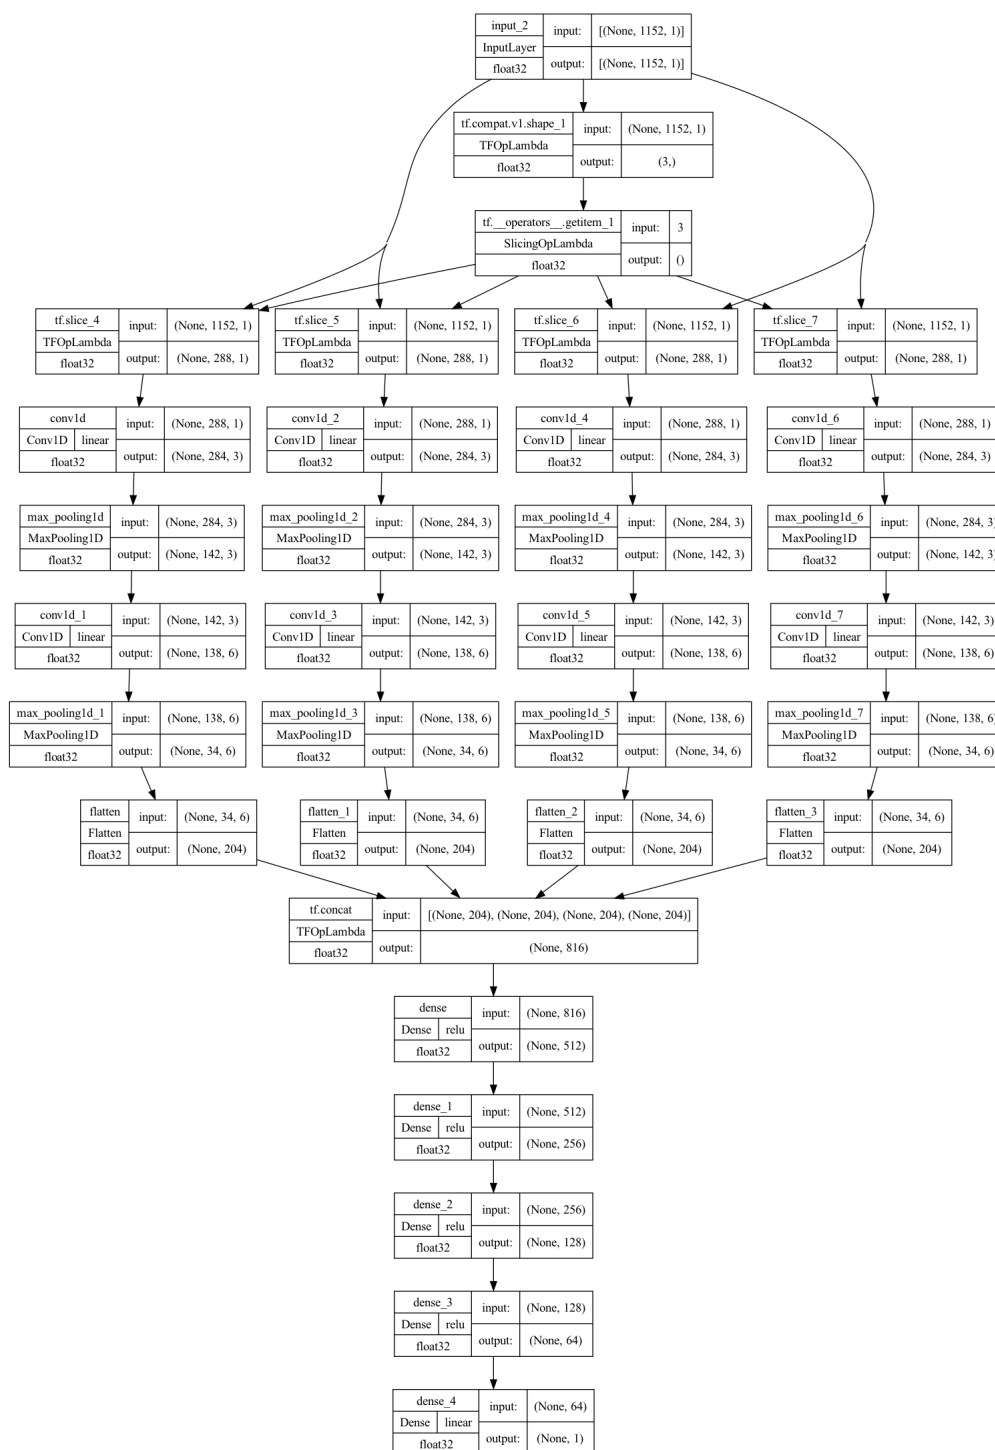 input_2 input: [(None, 1152, 1)]
InputLayer
float32 output: [(None, 1152, 1)]
tf.compat.v1.shape_1 input: (None, 1152, 1)
TFOpLambda
float32 output: (3,)
tf.__operators__.getitem_1 input: 3
SlicingOpLambda
float32 output: ()
tf.slice_4 input: (None, 1152, 1) tf.slice_5 input: (None, 1152, 1) tf.slice_6 input: (None, 1152, 1) tf.slice_7 input: (None, 1152, 1)
TFOpLambda TFOpLambda TFOpLambda TFOpLambda
float32 output: (None, 288, 1) float32 output: (None, 288, 1) float32 output: (None, 288, 1) float32 output: (None, 288, 1)
conv1d input: (None, 288, 1) conv1d_2 input: (None, 288, 1) conv1d_4 input: (None, 288, 1) conv1d_6 input: (None, 288, 1)
Conv1D linear Conv1D linear Conv1D linear Conv1D linear
float32 output: (None, 284, 3) float32 output: (None, 284, 3) float32 output: (None, 284, 3) float32 output: (None, 284, 3)
max_pooling1d input: (None, 284, 3) max_pooling1d_2 input: (None, 284, 3) max_pooling1d_4 input: (None, 284, 3) max_pooling1d_6 input: (None, 284, 3)
MaxPooling1D MaxPooling1D MaxPooling1D MaxPooling1D
float32 output: (None, 142, 3) float32 output: (None, 142, 3) float32 output: (None, 142, 3) float32 output: (None, 142, 3)
conv1d_1 input: (None, 142, 3) conv1d_3 input: (None, 142, 3) conv1d_5 input: (None, 142, 3) conv1d_7 input: (None, 142, 3)
Conv1D linear Conv1D linear Conv1D linear Conv1D linear
float32 output: (None, 138, 6) float32 output: (None, 138, 6) float32 output: (None, 138, 6) float32 output: (None, 138, 6)
max_pooling1d_1 input: (None, 138, 6) max_pooling1d_3 input: (None, 138, 6) max_pooling1d_5 input: (None, 138, 6) max_pooling1d_7 input: (None, 138, 6)
MaxPooling1D MaxPooling1D MaxPooling1D MaxPooling1D
float32 output: (None, 34, 6) float32 output: (None, 34, 6) float32 output: (None, 34, 6) float32 output: (None, 34, 6)
flatten input: (None, 34, 6) flatten_1 input: (None, 34, 6) flatten_2 input: (None, 34, 6) flatten_3 input: (None, 34, 6)
Flatten Flatten Flatten Flatten
float32 output: (None, 204) float32 output: (None, 204) float32 output: (None, 204) float32 output: (None, 204)
tf.concat input: [(None, 204), (None, 204), (None, 204), (None, 204)]
TFOpLambda
float32 output: (None, 816)
dense input: (None, 816)
Dense relu
float32 output: (None, 512)
dense_1 input: (None, 512)
Dense relu
float32 output: (None, 256)
dense_2 input: (None, 256)
Dense relu
float32 output: (None, 128)
dense_3 input: (None, 128)
Dense relu
float32 output: (None, 64)
dense_4 input: (None, 64)
Dense linear
float32 output: (None, 1)